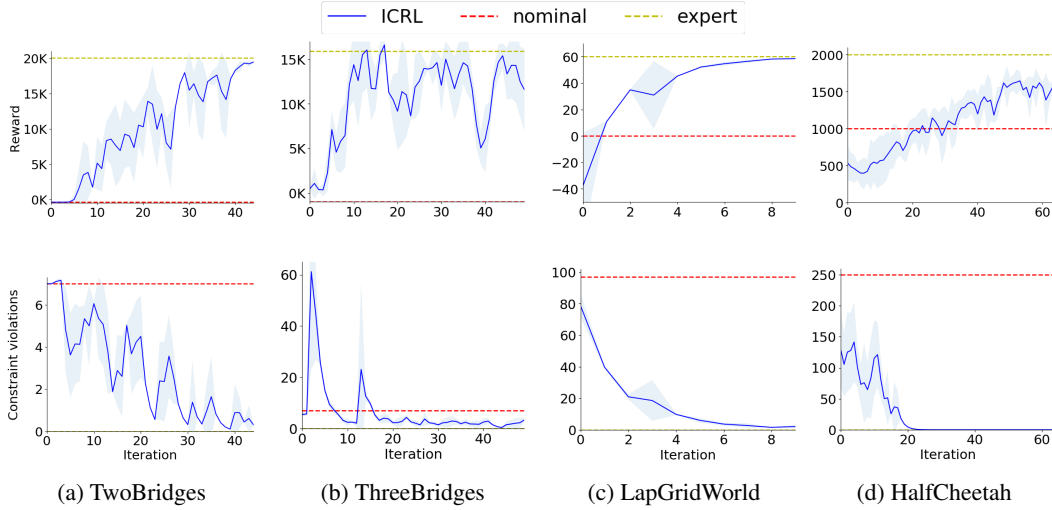 ICRL nominal expert
Reward
20K
15K
10K
5K
0K
0 10 20 30 40
15K
10K
5K
0K
0 10 20 30 40
60
40
20
0
−20
−40
0 2 4 6 8
2000
1500
1000
500
0
0 20 40 60
Constraint violations
6
4
2
0
0 10 20 30 40
Iteration
60
40
20
0
0 10 20 30 40
Iteration
100
80
60
40
20
0
0 2 4 6 8
Iteration
250
200
150
100
50
0
0 20 40 60
Iteration
(a) TwoBridges (b) ThreeBridges (c) LapGridWorld (d) HalfCheetah